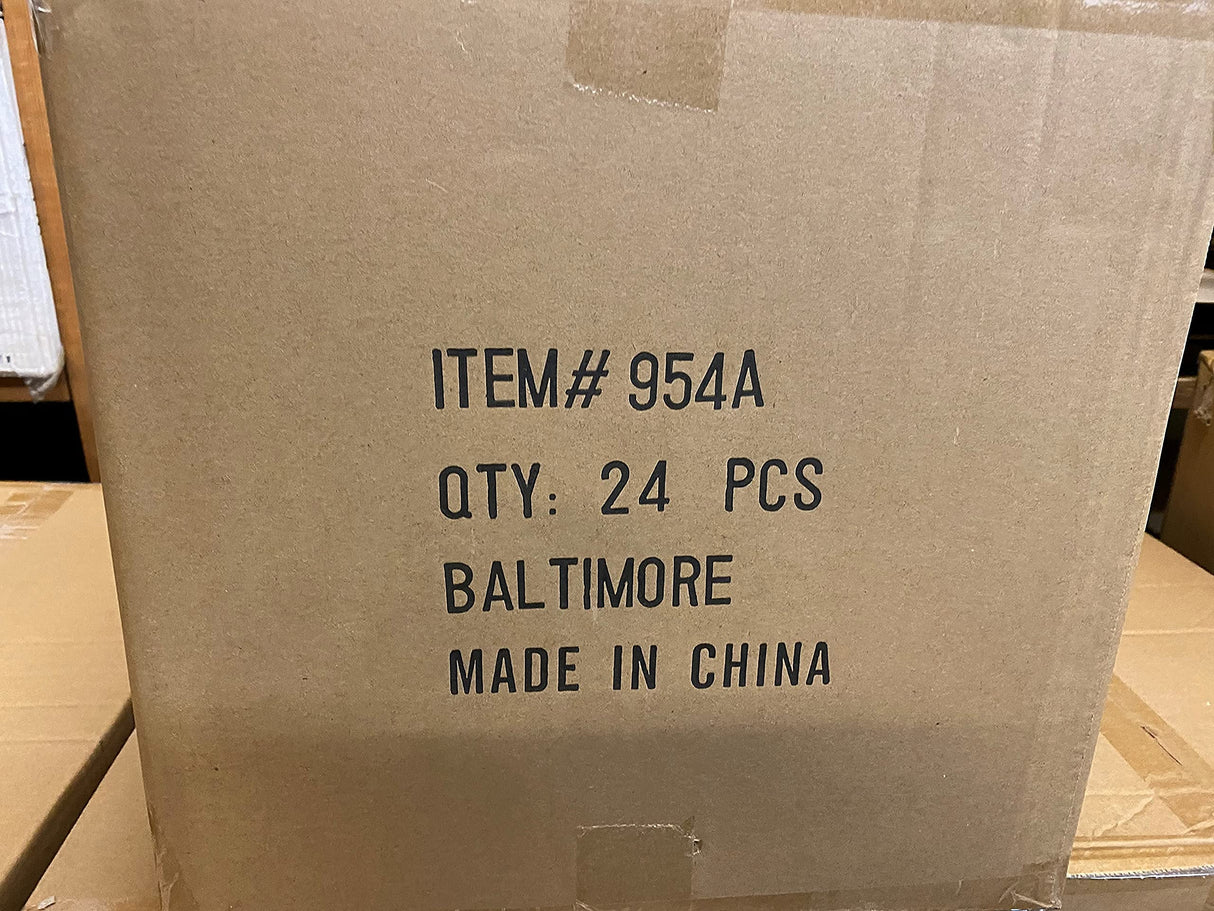 ITEM# 954A
QTY: 24 PCS
BALTIMORE
MADE IN CHINA